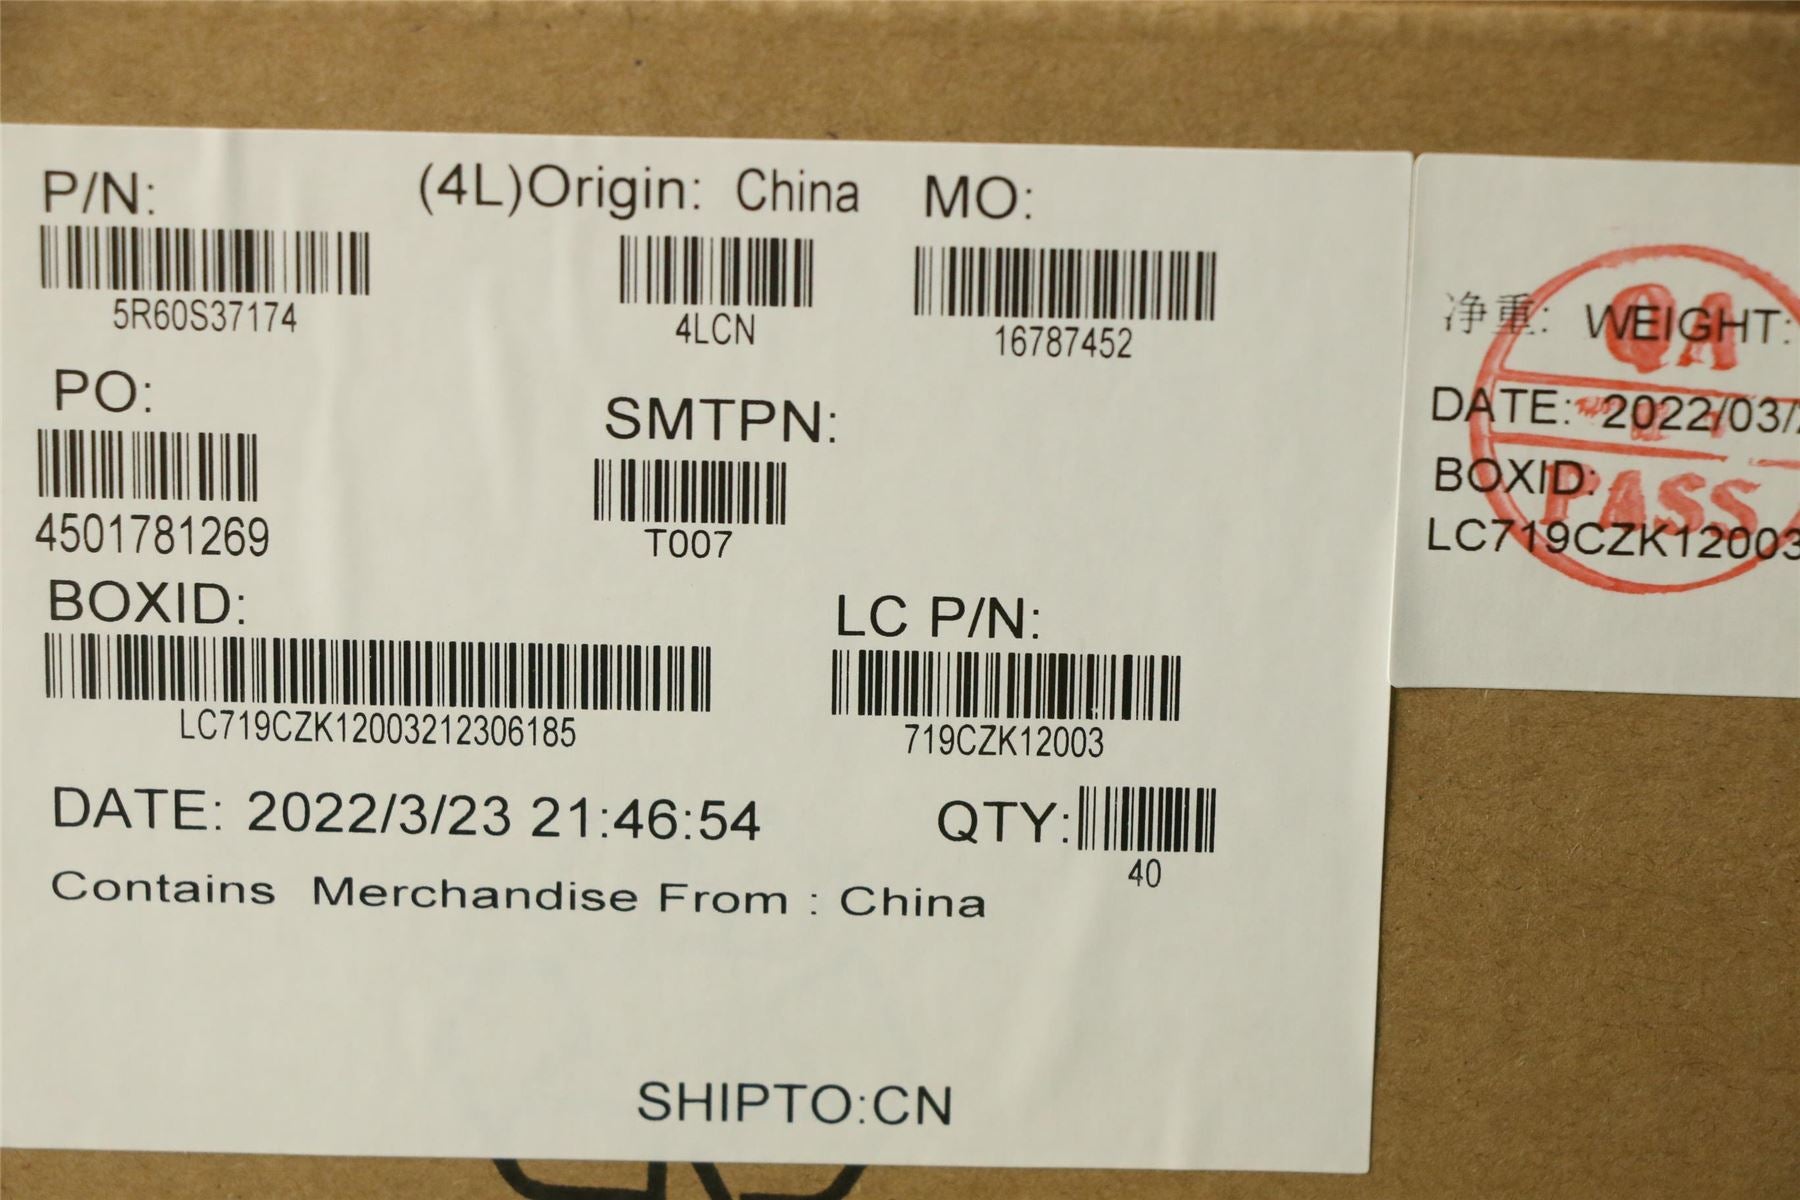 P/N:
(4L)Origin: China
MO:
5R60S37174
4LCN
16787452
PO:
SMTPN:
4501781269
T007
BOXID:
LC P/N:
LC719CZK12003212306185
719CZK12003
DATE: 2022/3/23 21:46:54
QTY:
40
Contains Merchandise From : China
SHIPTO:CN
净重: WEIGHT:
DATE: 2022/03/
BOXID:
LC719CZK12003
QA
PASS